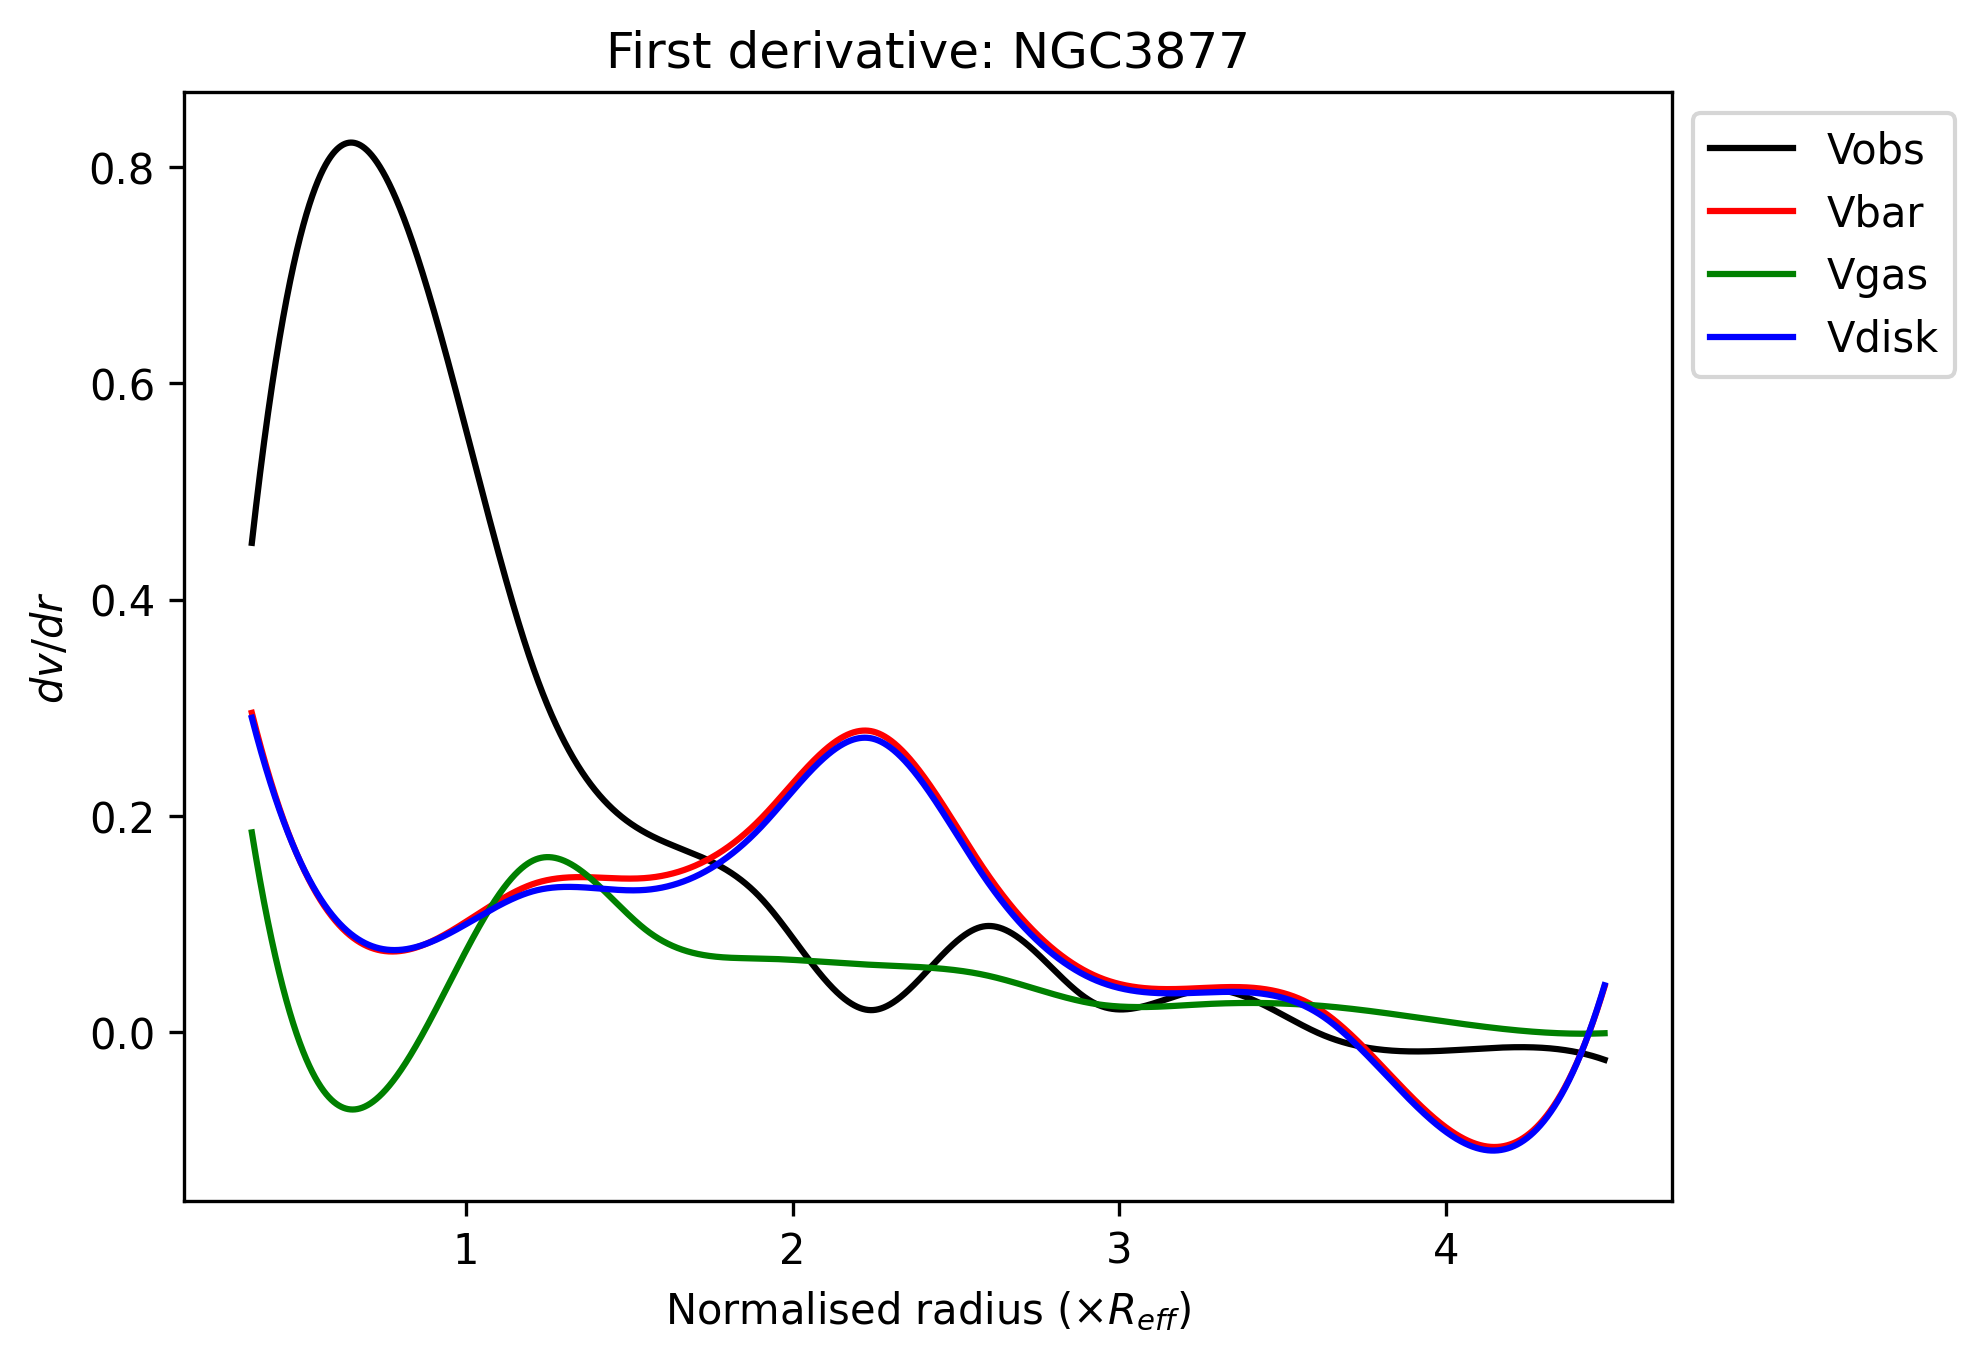 First derivative: NGC3877
dv/dr
0.8
0.6
0.4
0.2
0.0
1 2 3 4
Normalised radius (×R_eff)
Vobs
Vbar
Vgas
Vdisk